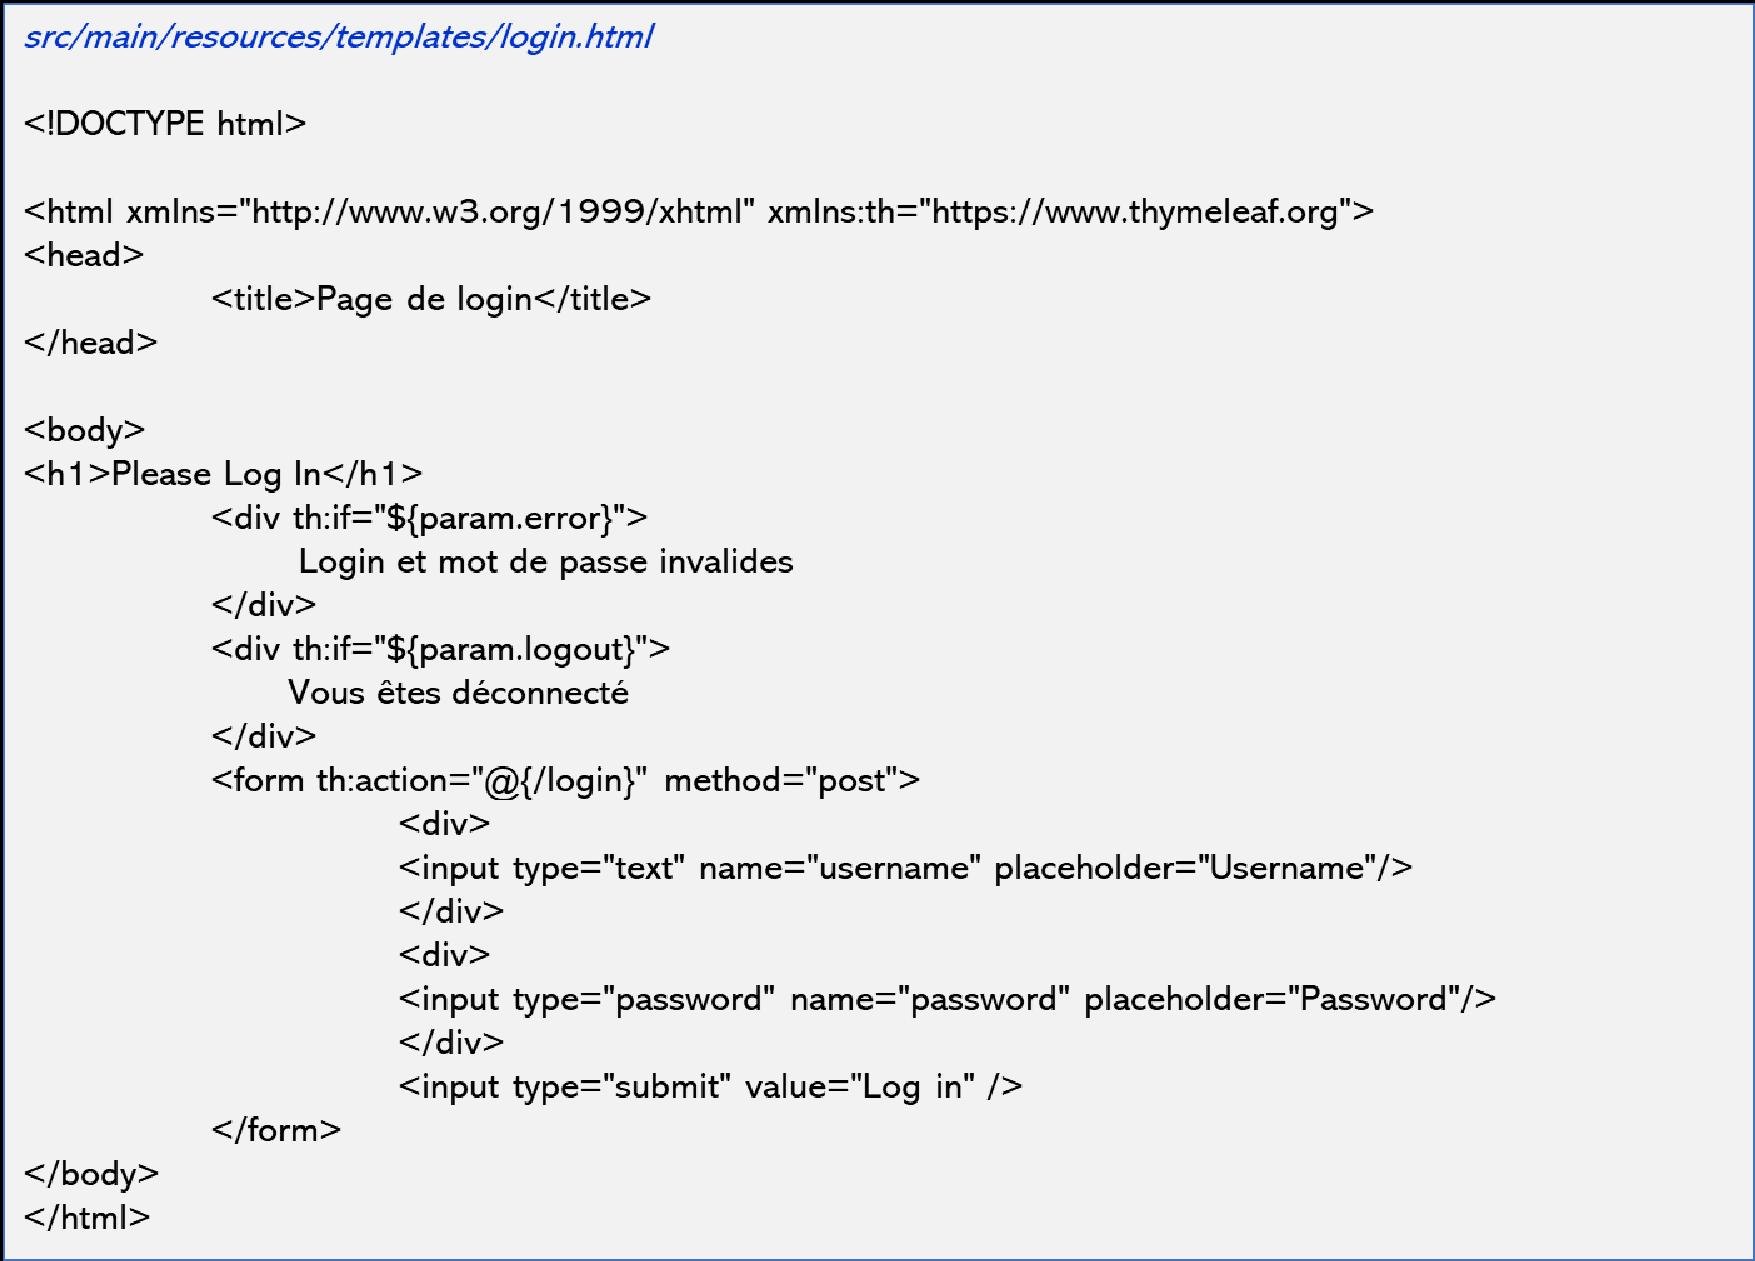 src/main/resources/templates/login.html
<!DOCTYPE html>
<html xmlns="http://www.w3.org/1999/xhtml" xmlns:th="https://www.thymeleaf.org">
<head>
<title>Page de login</title>
</head>
<body>
<h1>Please Log In</h1>
<div th:if="${param.error}">
Login et mot de passe invalides
</div>
<div th:if="${param.logout}">
Vous êtes déconnecté
</div>
<form th:action="@{/login}" method="post">
<div>
<input type="text" name="username" placeholder="Username"/>
</div>
<div>
<input type="password" name="password" placeholder="Password"/>
</div>
<input type="submit" value="Log in" />
</form>
</body>
</html>